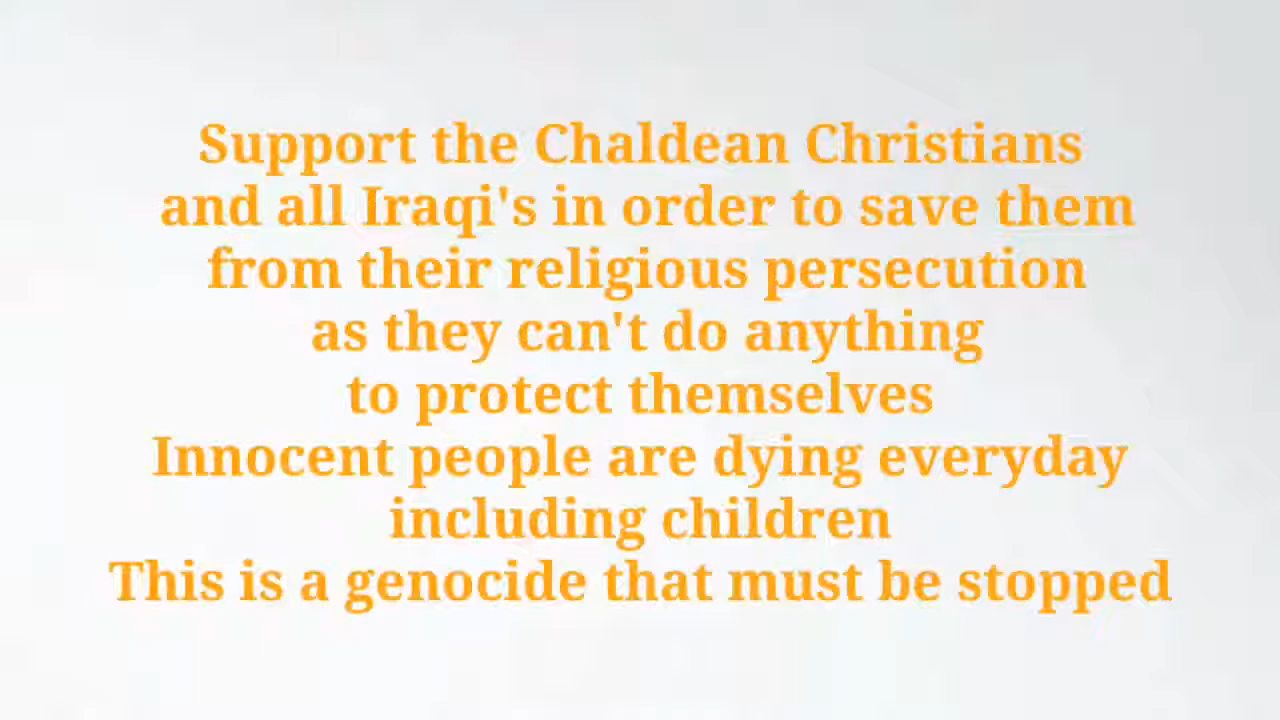 Support the Chaldean Christians
and all Iraqi's in order to save them
from their religious persecution
as they can't do anything
to protect themselves
Innocent people are dying everyday
including children
This is a genocide that must be stopped